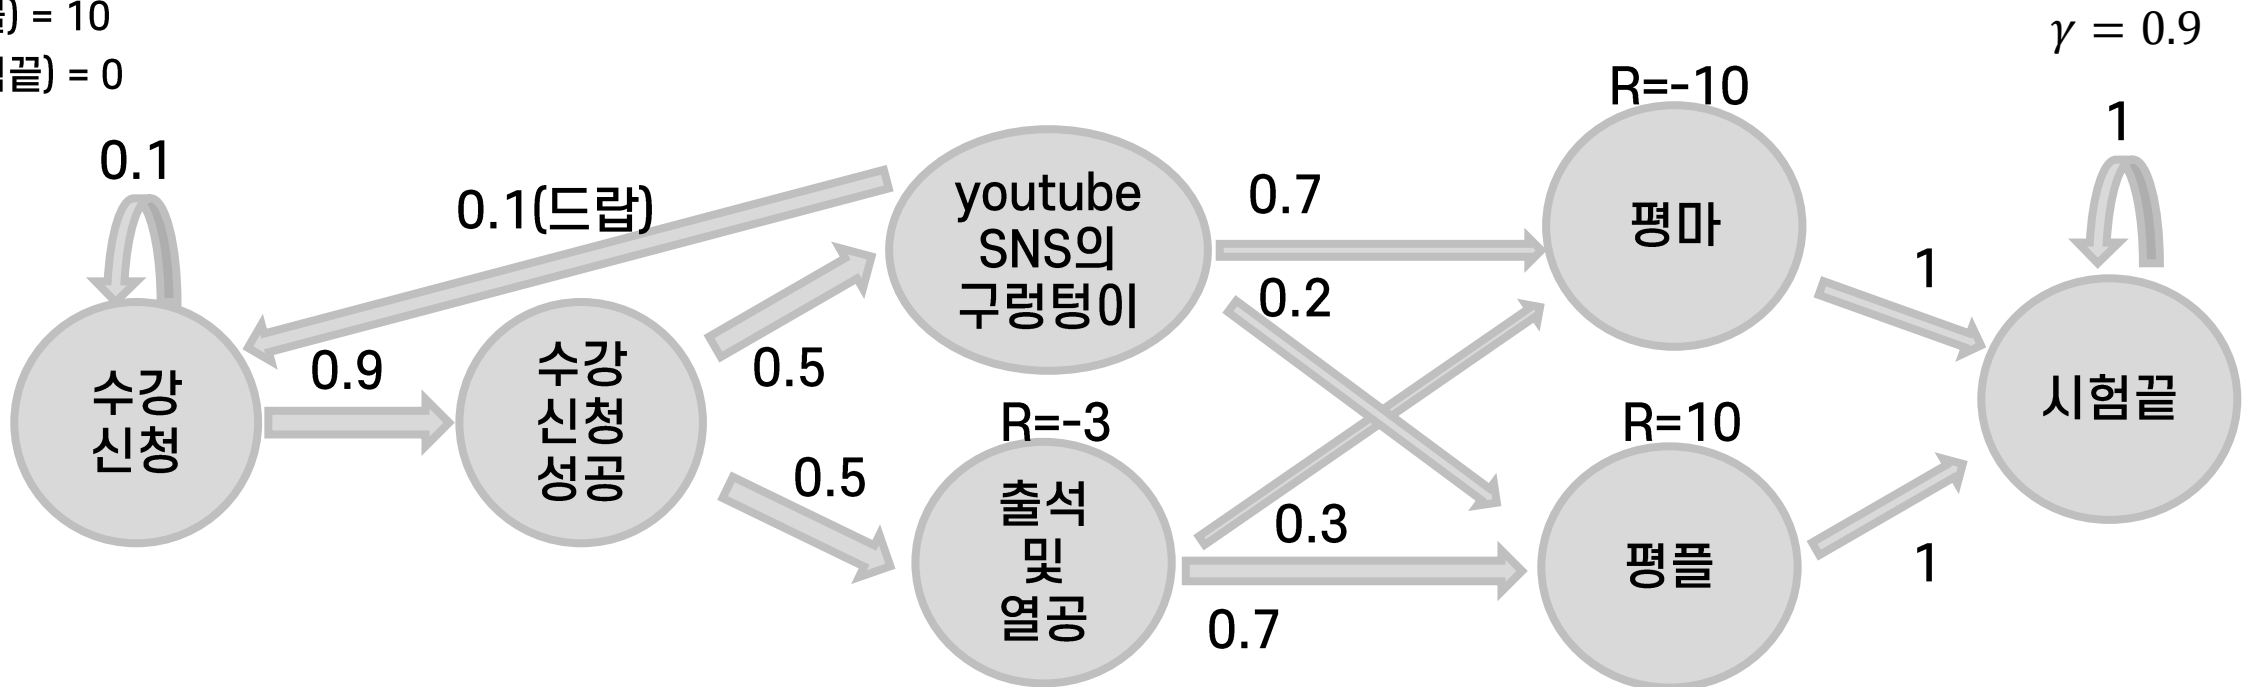 ) = 10
끝) = 0
γ = 0.9
R=-10
1
0.1
0.1(드랍)
youtube
SNS의
구렁텅이
0.7
평마
0.2
1
0.9
수강
신청
수강
신청
성공
0.5
R=-3
R=10
시험끝
0.5
출석
및
열공
0.3
평플
1
0.7